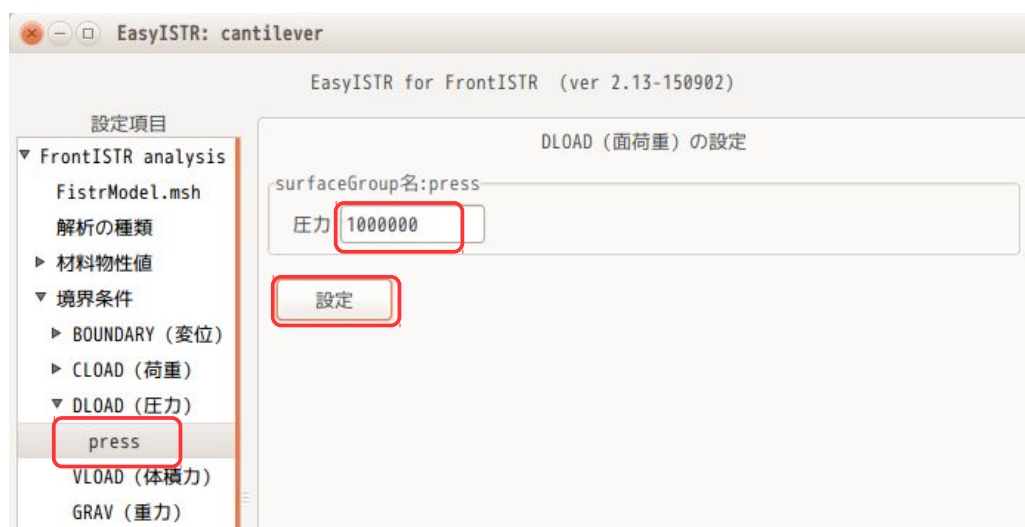 EasyISTR: cantilever
EasyISTR for FrontISTR (ver 2.13-150902)
設定項目
FrontISTR analysis
FistrModel.msh
解析の種類
材料物性値
境界条件
BOUNDARY (変位)
CLOAD (荷重)
DLOAD (圧力)
press
VLOAD (体積力)
GRAV (重力)
DLOAD (面荷重) の設定
surfaceGroup名:press
圧力 1000000
設定